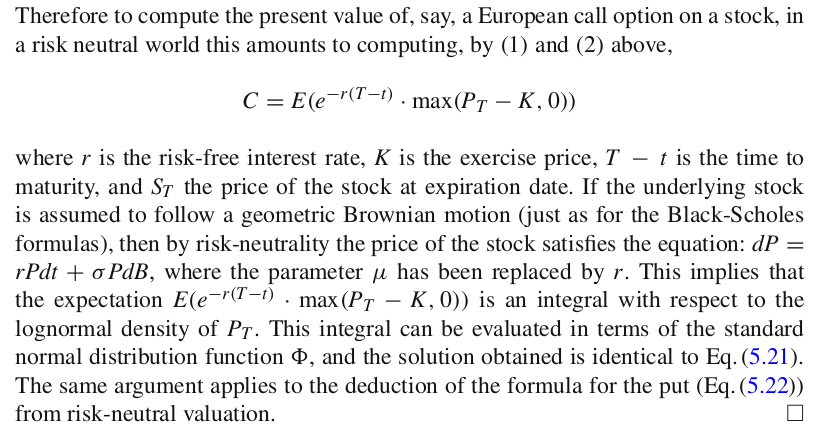 Therefore to compute the present value of, say, a European call option on a stock, in
a risk neutral world this amounts to computing, by (1) and (2) above,
C = E(e^{−r(T−t)} · max(P_T − K, 0))
where r is the risk-free interest rate, K is the exercise price, T − t is the time to
maturity, and S_T the price of the stock at expiration date. If the underlying stock
is assumed to follow a geometric Brownian motion (just as for the Black-Scholes
formulas), then by risk-neutrality the price of the stock satisfies the equation: dP =
rPdt + σPdB, where the parameter μ has been replaced by r. This implies that
the expectation E(e^{−r(T−t)} · max(P_T − K, 0)) is an integral with respect to the
lognormal density of P_T. This integral can be evaluated in terms of the standard
normal distribution function Φ, and the solution obtained is identical to Eq. (5.21).
The same argument applies to the deduction of the formula for the put (Eq. (5.22))
from risk-neutral valuation. □